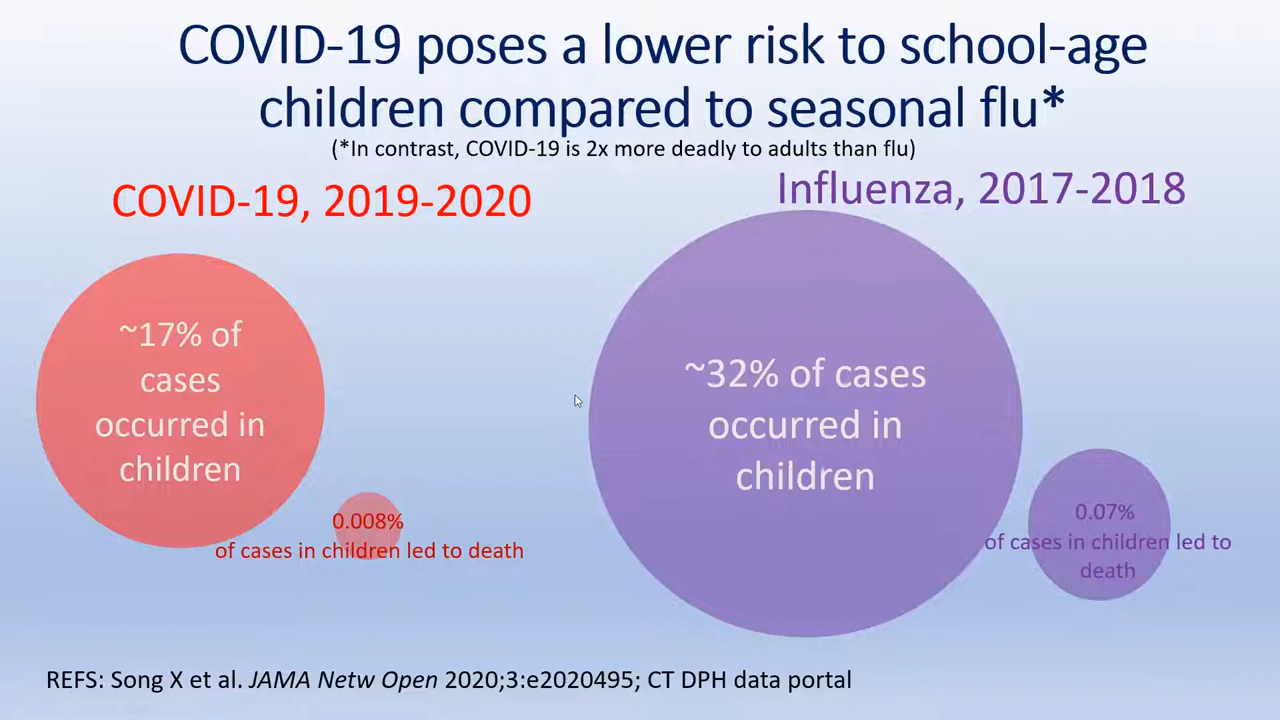 COVID-19 poses a lower risk to school-age
children compared to seasonal flu*
(*In contrast, COVID-19 is 2x more deadly to adults than flu)
COVID-19, 2019-2020
Influenza, 2017-2018
~17% of
cases
occurred in
children
0.008%
of cases in children led to death
~32% of cases
occurred in
children
0.07%
of cases in children led to
death
REFS: Song X et al. JAMA Netw Open 2020;3:e2020495; CT DPH data portal